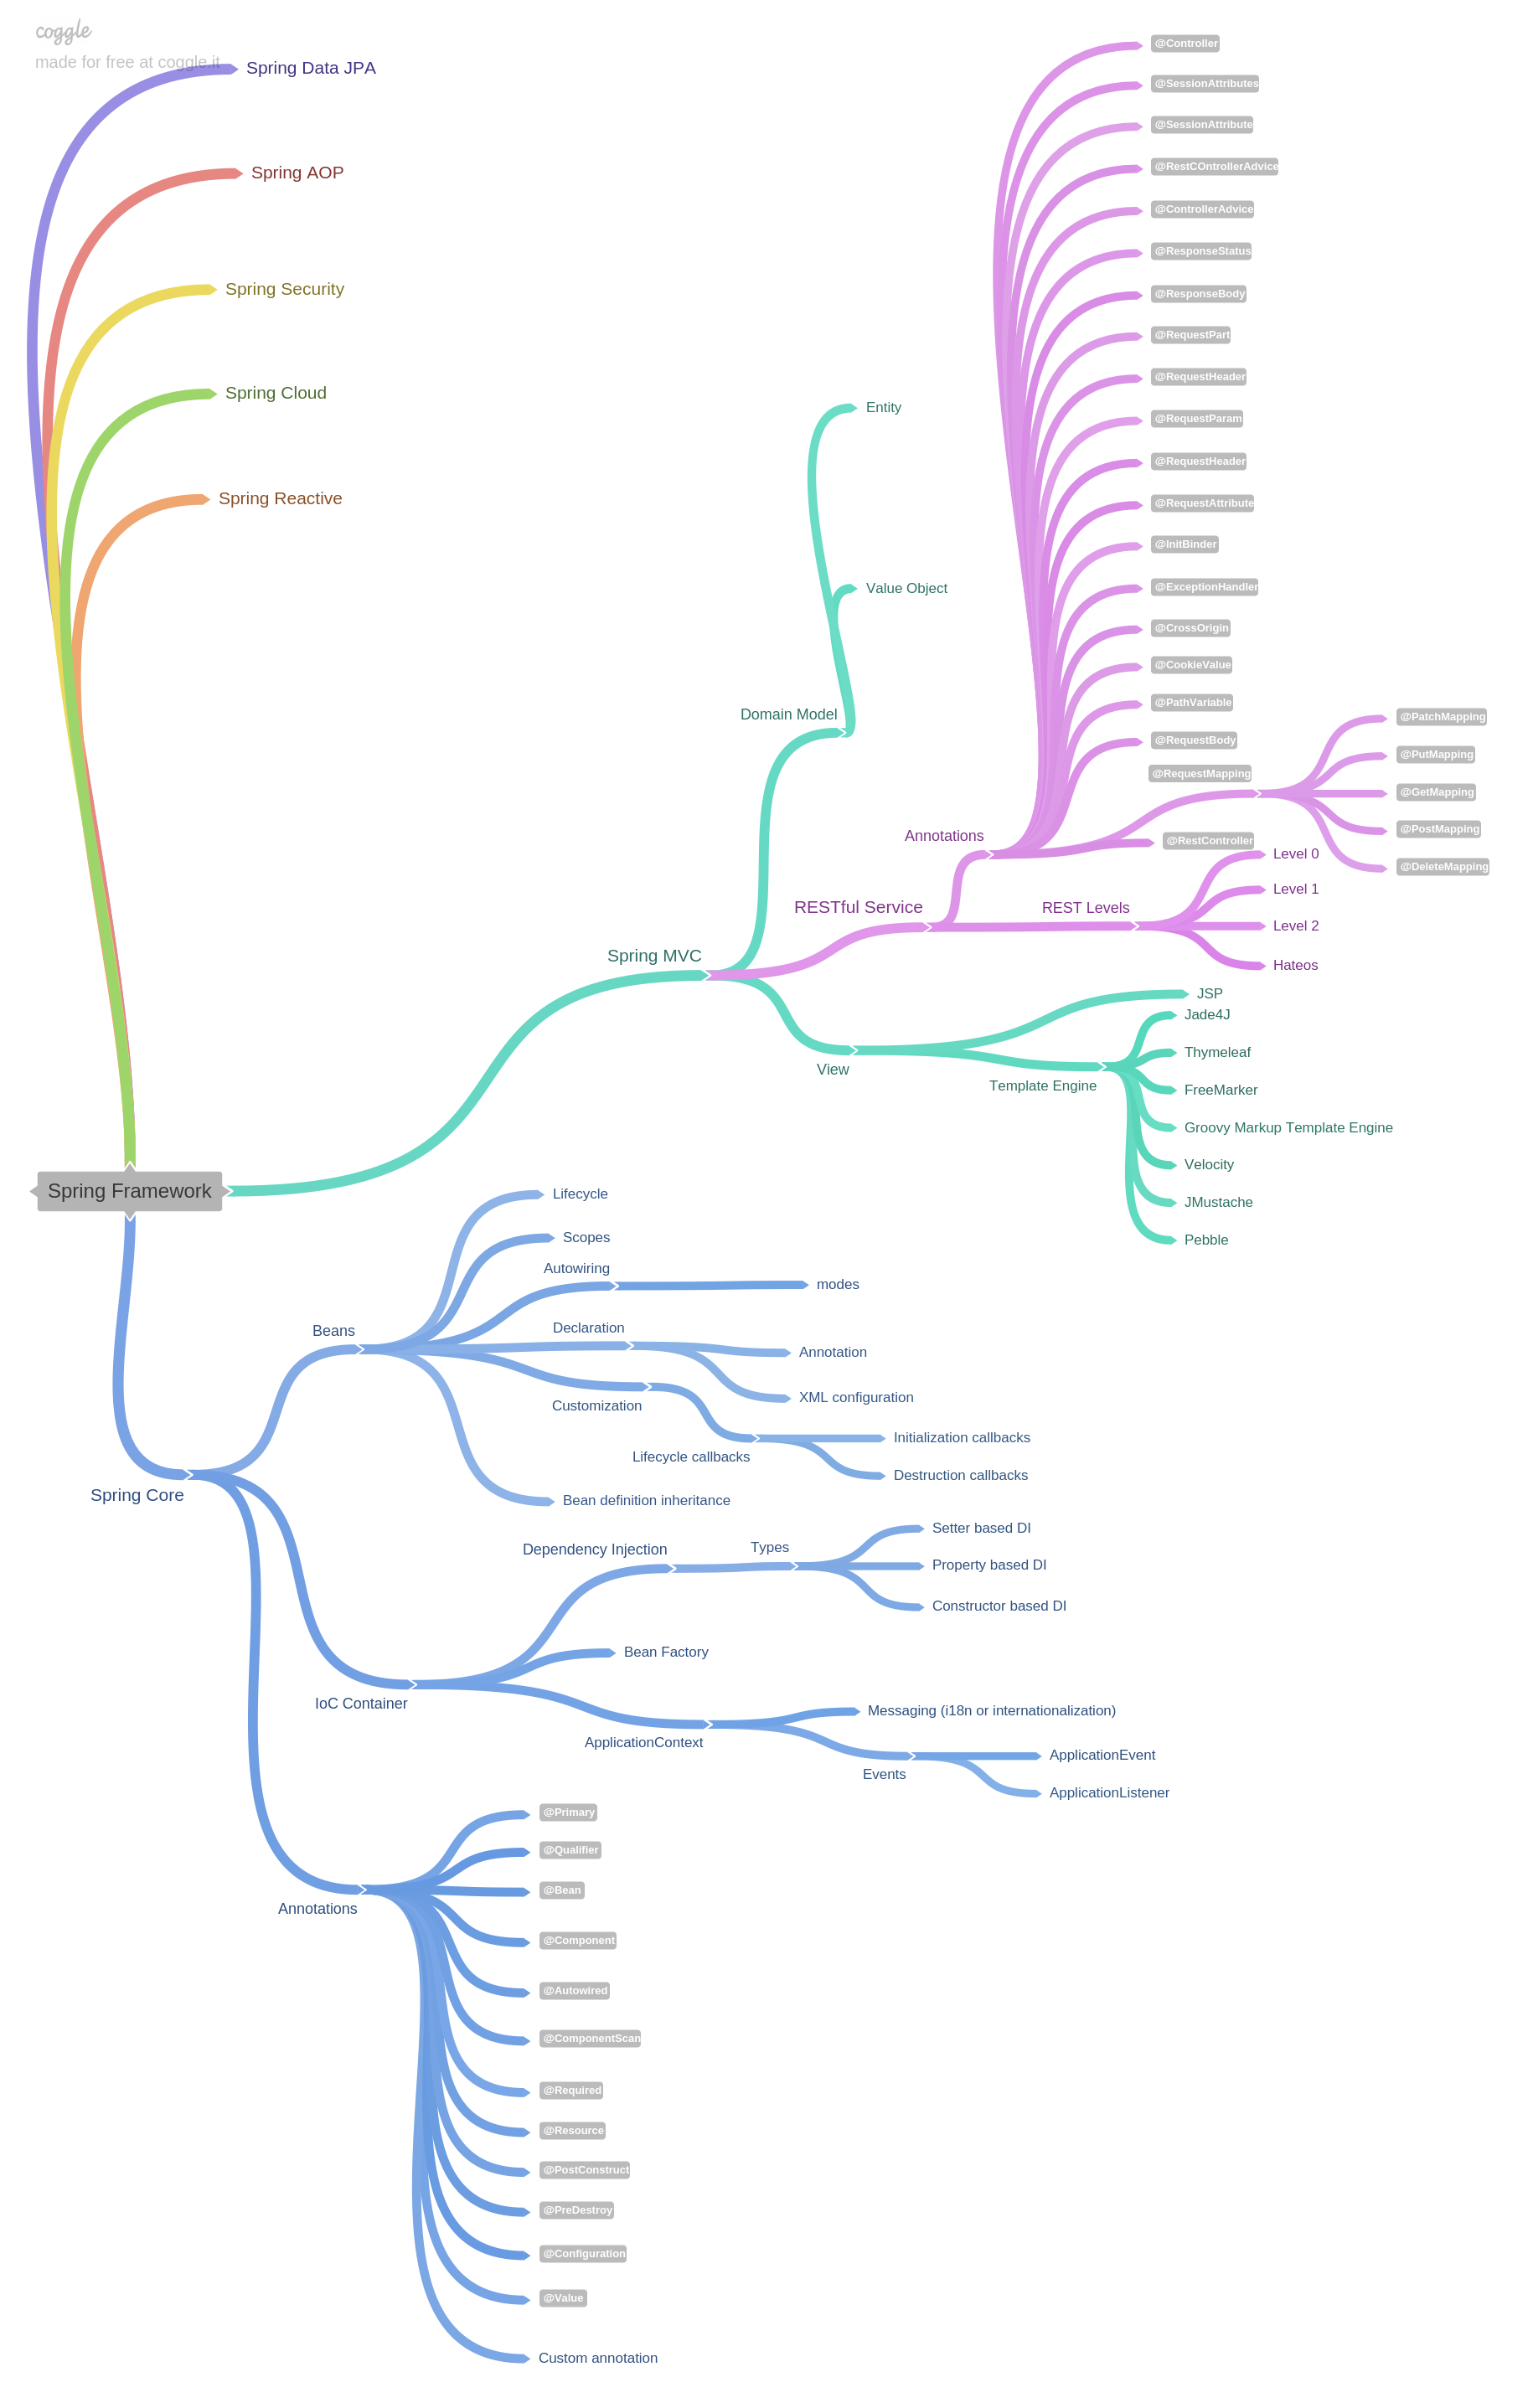 coggle
made for free at coggle.it
Spring Data JPA
Spring AOP
Spring Security
Spring Cloud
Spring Reactive
Spring Framework
Spring MVC
Domain Model
Entity
Value Object
RESTful Service
Annotations
@Controller
@SessionAttributes
@SessionAttribute
@RestCOntrollerAdvice
@ControllerAdvice
@ResponseStatus
@ResponseBody
@RequestPart
@RequestHeader
@RequestParam
@RequestHeader
@RequestAttribute
@InitBinder
@ExceptionHandler
@CrossOrigin
@CookieValue
@PathVariable
@RequestBody
@RequestMapping
@PatchMapping
@PutMapping
@GetMapping
@PostMapping
@DeleteMapping
@RestController
REST Levels
Level 0
Level 1
Level 2
Hateos
View
JSP
Template Engine
Jade4J
Thymeleaf
FreeMarker
Groovy Markup Template Engine
Velocity
JMustache
Pebble
Spring Core
Beans
Lifecycle
Scopes
Autowiring
modes
Declaration
Annotation
XML configuration
Customization
Lifecycle callbacks
Initialization callbacks
Destruction callbacks
Bean definition inheritance
IoC Container
Dependency Injection
Types
Setter based DI
Property based DI
Constructor based DI
Bean Factory
ApplicationContext
Messaging (i18n or internationalization)
Events
ApplicationEvent
ApplicationListener
Annotations
@Primary
@Qualifier
@Bean
@Component
@Autowired
@ComponentScan
@Required
@Resource
@PostConstruct
@PreDestroy
@Configuration
@Value
Custom annotation